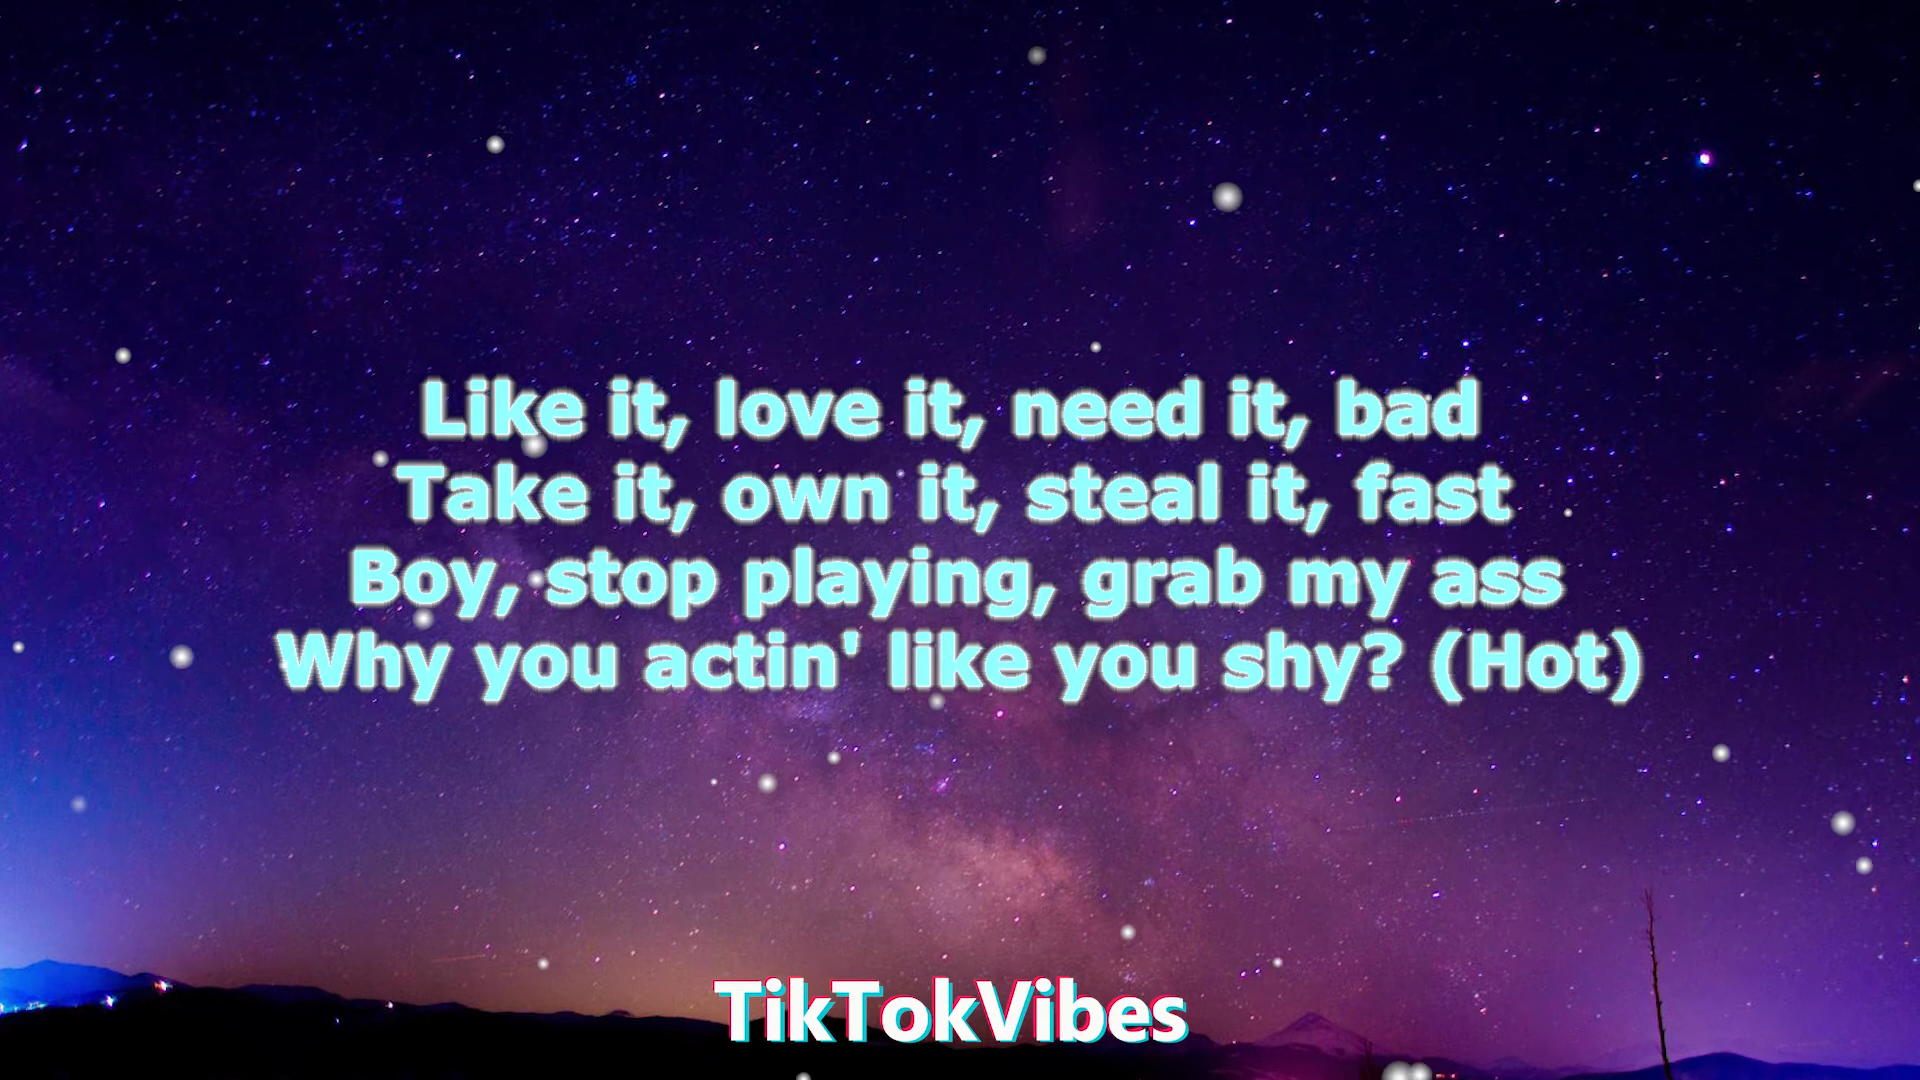 Like it, love it, need it, bad
Take it, own it, steal it, fast
Boy, stop playing, grab my ass
Why you actin' like you shy? (Hot)
TikTokVibes